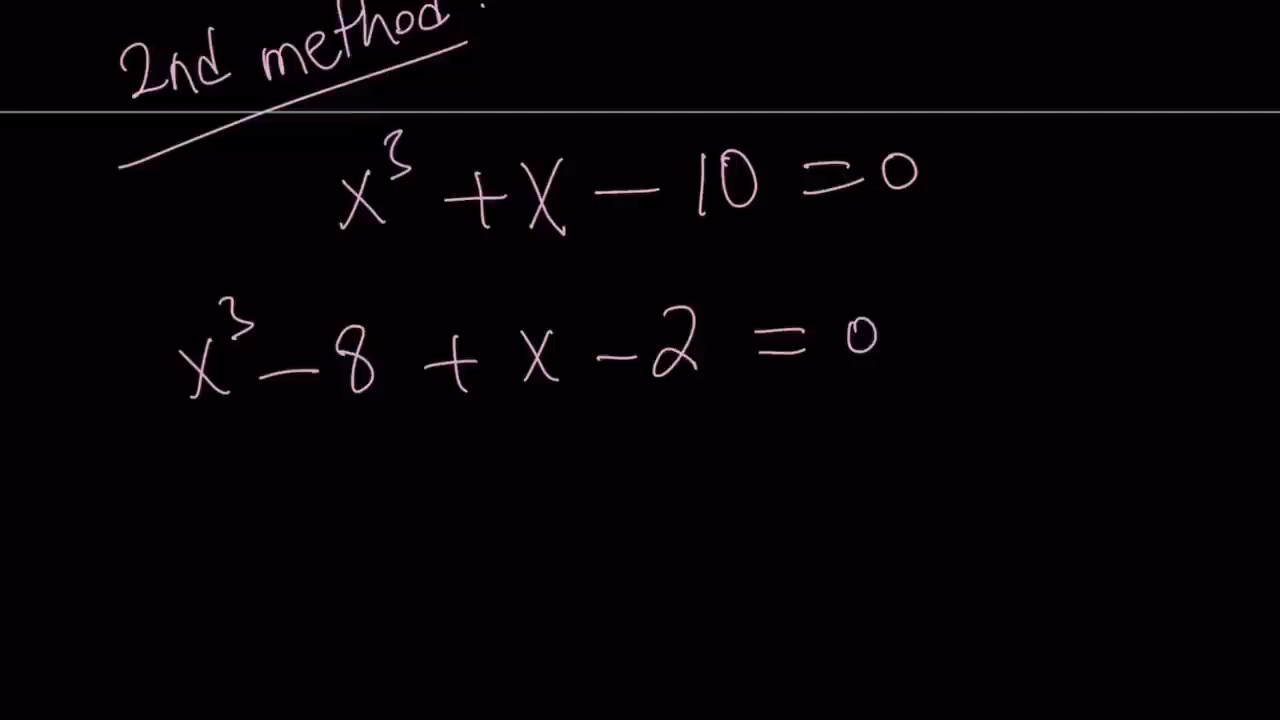 2nd method.
x³ + x − 10 = 0
x³ − 8 + x − 2 = 0